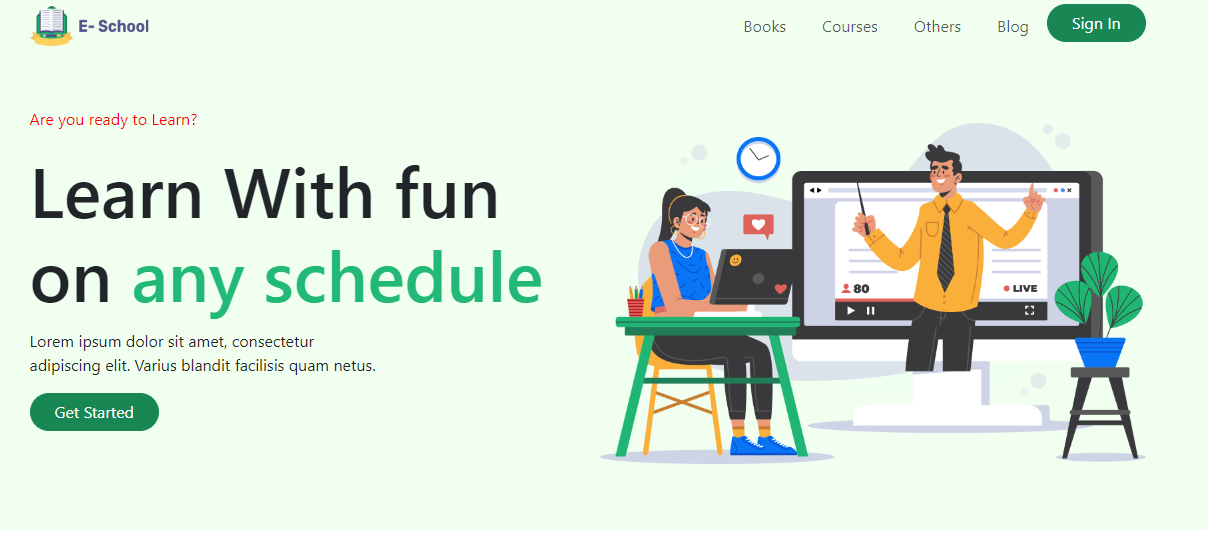 E- School
Books Courses Others Blog Sign In
Are you ready to Learn?
Learn With fun
on any schedule
Lorem ipsum dolor sit amet, consectetur
adipiscing elit. Varius blandit facilisis quam netus.
Get Started
80
LIVE